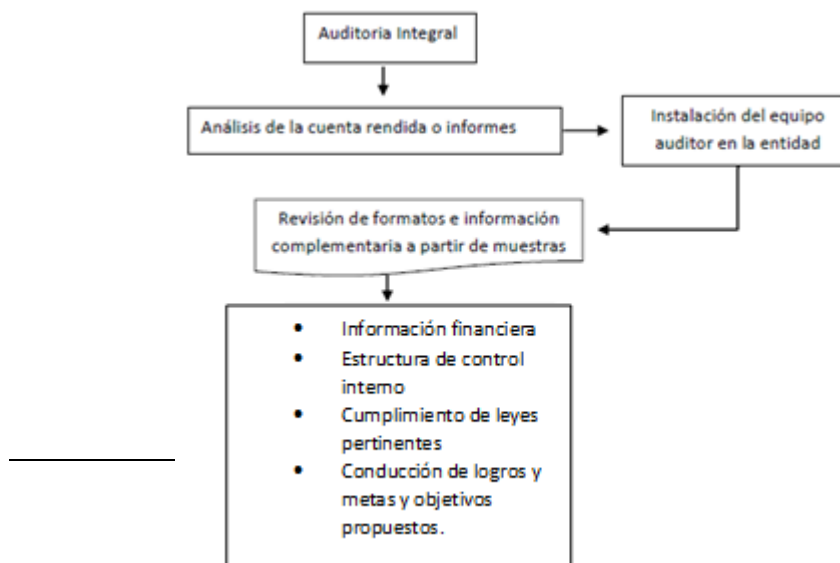 Auditoria Integral
Análisis de la cuenta rendida o informes
Instalación del equipo
auditor en la entidad
Revisión de formatos e información
complementaria a partir de muestras
• Información financiera
• Estructura de control
interno
• Cumplimiento de leyes
pertinentes
• Conducción de logros y
metas y objetivos
propuestos.